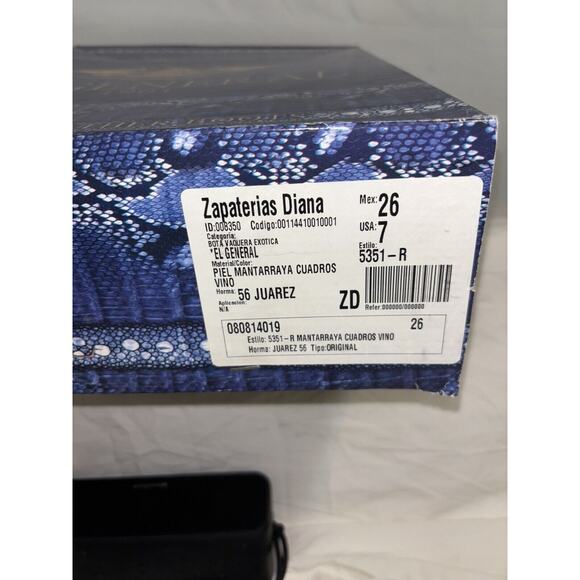 Zapaterias Diana
ID:008350 Codigo:00114410010001
Categoria:
BOTA VAQUERA EXOTICA
*EL GENERAL
Material/Color:
PIEL MANTARRAYA CUADROS
VINO
Horma: 56 JUAREZ
Aplicacion:
N/A
Mex: 26
USA: 7
Estilo:
5351-R
ZD
Refer:000000/000000
080814019 26
Estilo: 5351-R MANTARRAYA CUADROS VINO
Horma: JUAREZ 56 Tipo:ORIGINAL